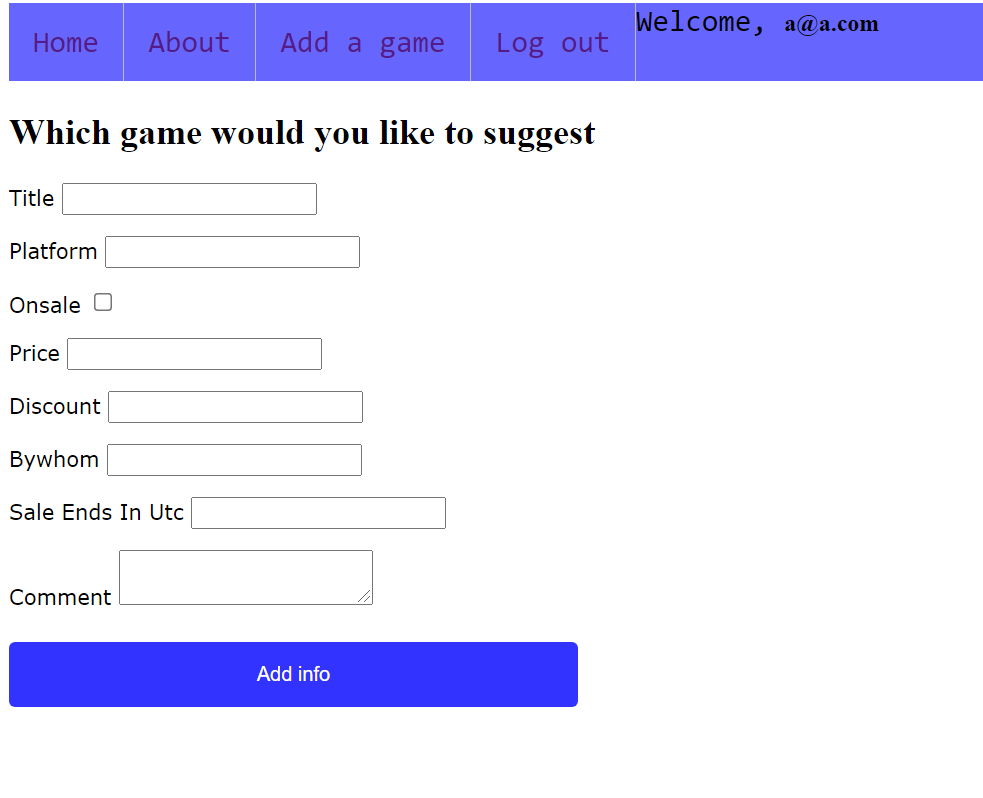 Home About Add a game Log out Welcome, a@a.com
Which game would you like to suggest
Title
Platform
Onsale
Price
Discount
Bywhom
Sale Ends In Utc
Comment
Add info